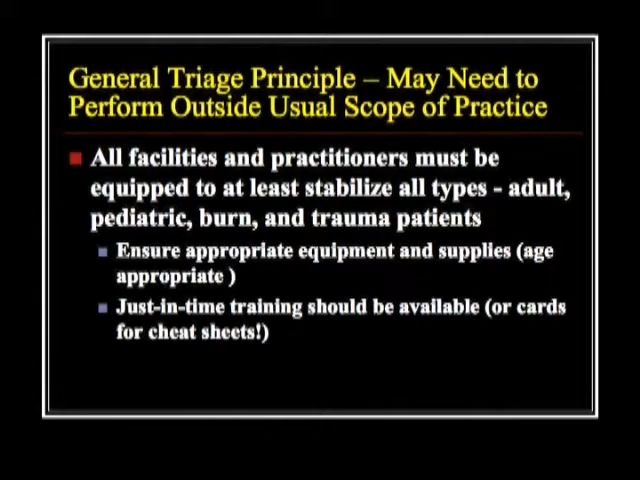 General Triage Principle – May Need to
Perform Outside Usual Scope of Practice
All facilities and practitioners must be
equipped to at least stabilize all types - adult,
pediatric, burn, and trauma patients
Ensure appropriate equipment and supplies (age
appropriate )
Just-in-time training should be available (or cards
for cheat sheets!)